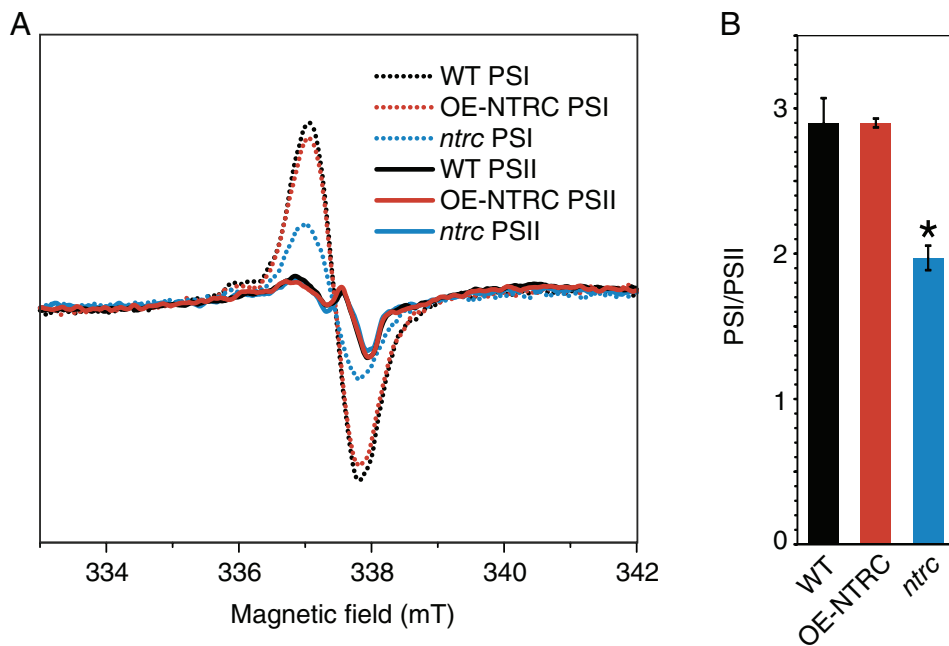 A
WT PSI
OE-NTRC PSI
ntrc PSI
WT PSII
OE-NTRC PSII
ntrc PSII
334
336
338
340
342
Magnetic field (mT)
B
PSI/PSII
3
2
1
0
*
WT
OE-NTRC
ntrc